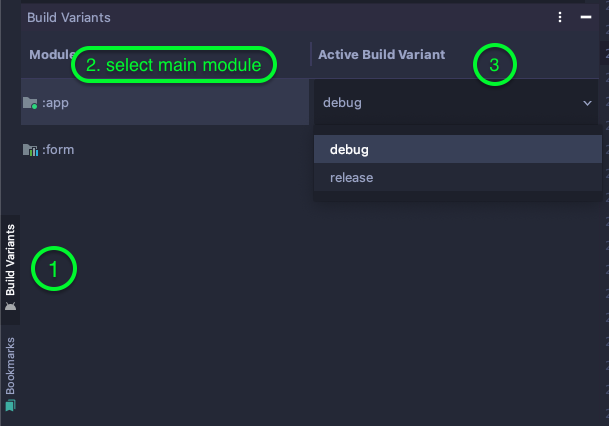 Build Variants
Module
2. select main module
Active Build Variant
3
:app
debug
:form
debug
release
Build Variants
1
Bookmarks